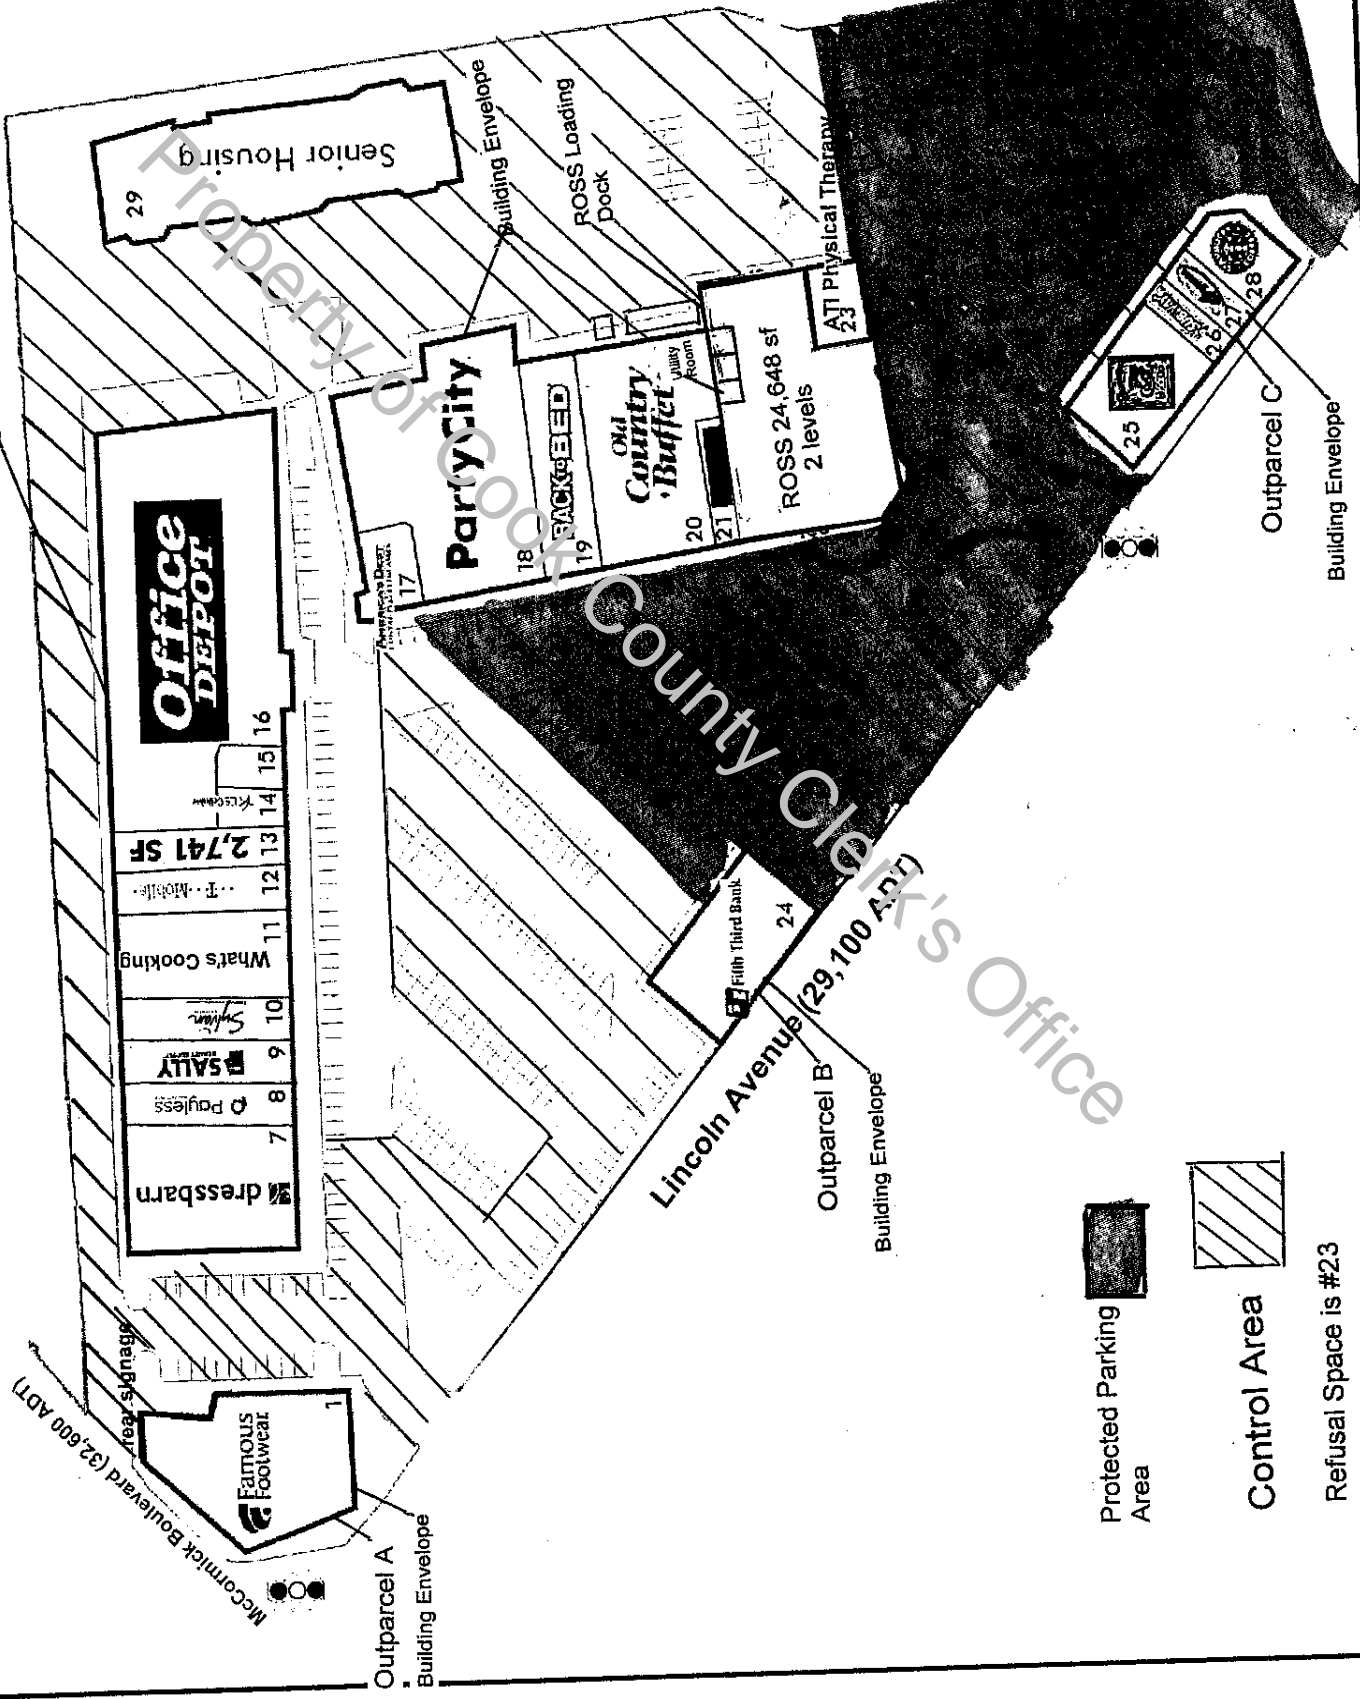 29
Senior Housing
Building Envelope
ROSS Loading
Dock
Office
DEPOT
16
15
14
2,741 SF
13
T - Mobile
12
What's Cooking
11
Sylvan
10
SALLY
9
Payless
8
7
dressbarn
PartyCity
17
18
BACK TO BED
19
Old
Country
Buffet
20
Utility
Room
21
ROSS 24,648 sf
2 levels
ATI Physical Therapy
23
25
26
27
28
Outparcel C
Building Envelope
Fifth Third Bank
24
Lincoln Avenue (29,100 ADT)
Outparcel B
Building Envelope
rear signage
McCormick Boulevard (32,600 ADT)
Famous
Footwear
1
Outparcel A
Building Envelope
Protected Parking
Area
Control Area
Refusal Space is #23
Property of Cook County Clerk's Office